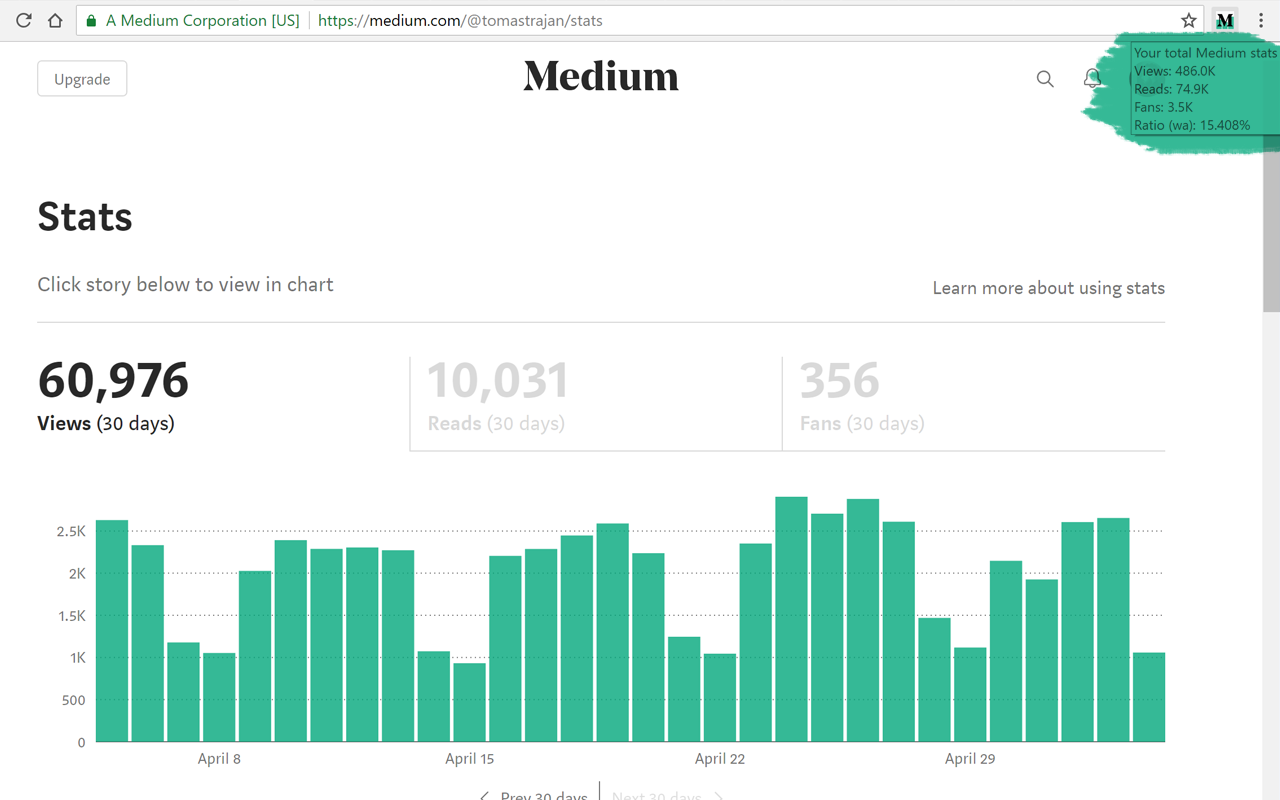 A Medium Corporation [US] https://medium.com/@tomastrajan/stats
M
Your total Medium stats
Views: 486.0K
Reads: 74.9K
Fans: 3.5K
Ratio (wa): 15.408%
Upgrade
Medium
Stats
Click story below to view in chart
Learn more about using stats
60,976
Views (30 days)
10,031
Reads (30 days)
356
Fans (30 days)
2.5K
2K
1.5K
1K
500
0
April 8
April 15
April 22
April 29
Prev 30 days
Next 30 days